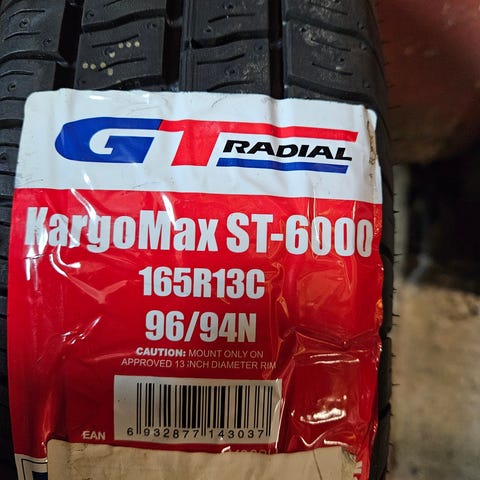 GT RADIAL
KargoMax ST-6000
165R13C
96/94N
CAUTION: MOUNT ONLY ON
APPROVED 13 INCH DIAMETER RIM
EAN
6 932877 143037